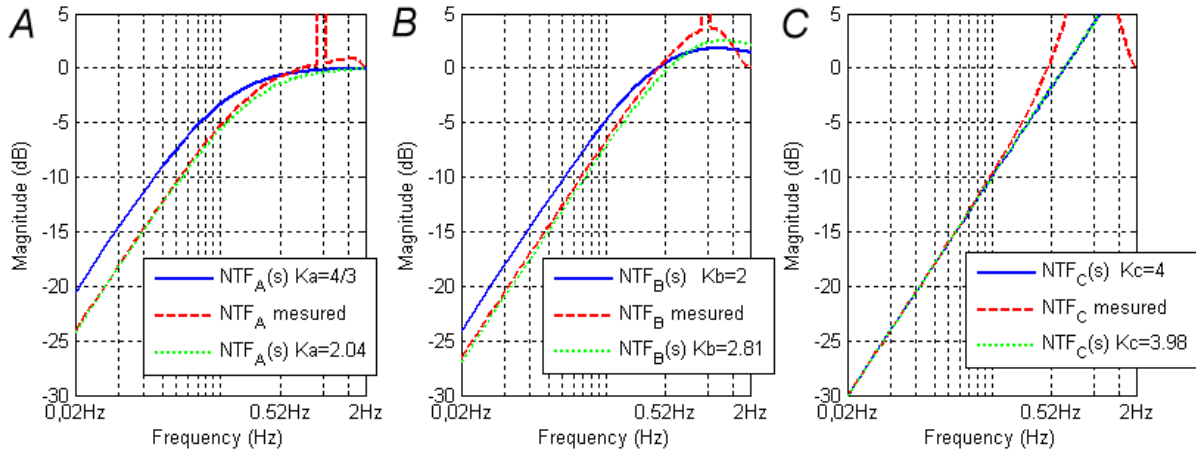 A
5
0
-5
-10
-15
-20
-25
-30
Magnitude (dB)
NTF_A(s) Ka=4/3
NTF_A mesured
NTF_A(s) Ka=2.04
0,02Hz 0.52Hz 2Hz
Frequency (Hz)
B
5
0
-5
-10
-15
-20
-25
-30
Magnitude (dB)
NTF_B(s) Kb=2
NTF_B mesured
NTF_B(s) Kb=2.81
0,02Hz 0.52Hz 2Hz
Frequency (Hz)
C
5
0
-5
-10
-15
-20
-25
-30
Magnitude (dB)
NTF_C(s) Kc=4
NTF_C mesured
NTF_C(s) Kc=3.98
0,02Hz 0.52Hz 2Hz
Frequency (Hz)